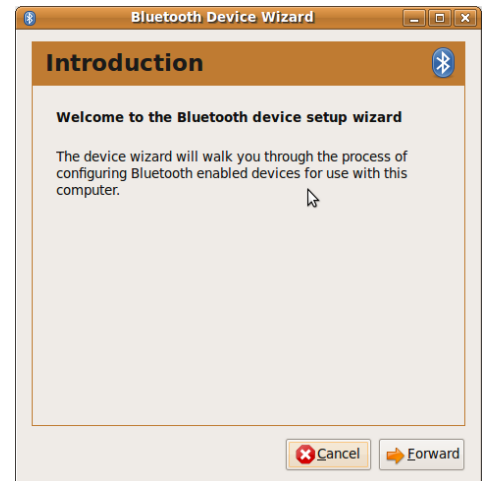 Bluetooth Device Wizard
Introduction
Welcome to the Bluetooth device setup wizard
The device wizard will walk you through the process of
configuring Bluetooth enabled devices for use with this
computer.
Cancel Forward